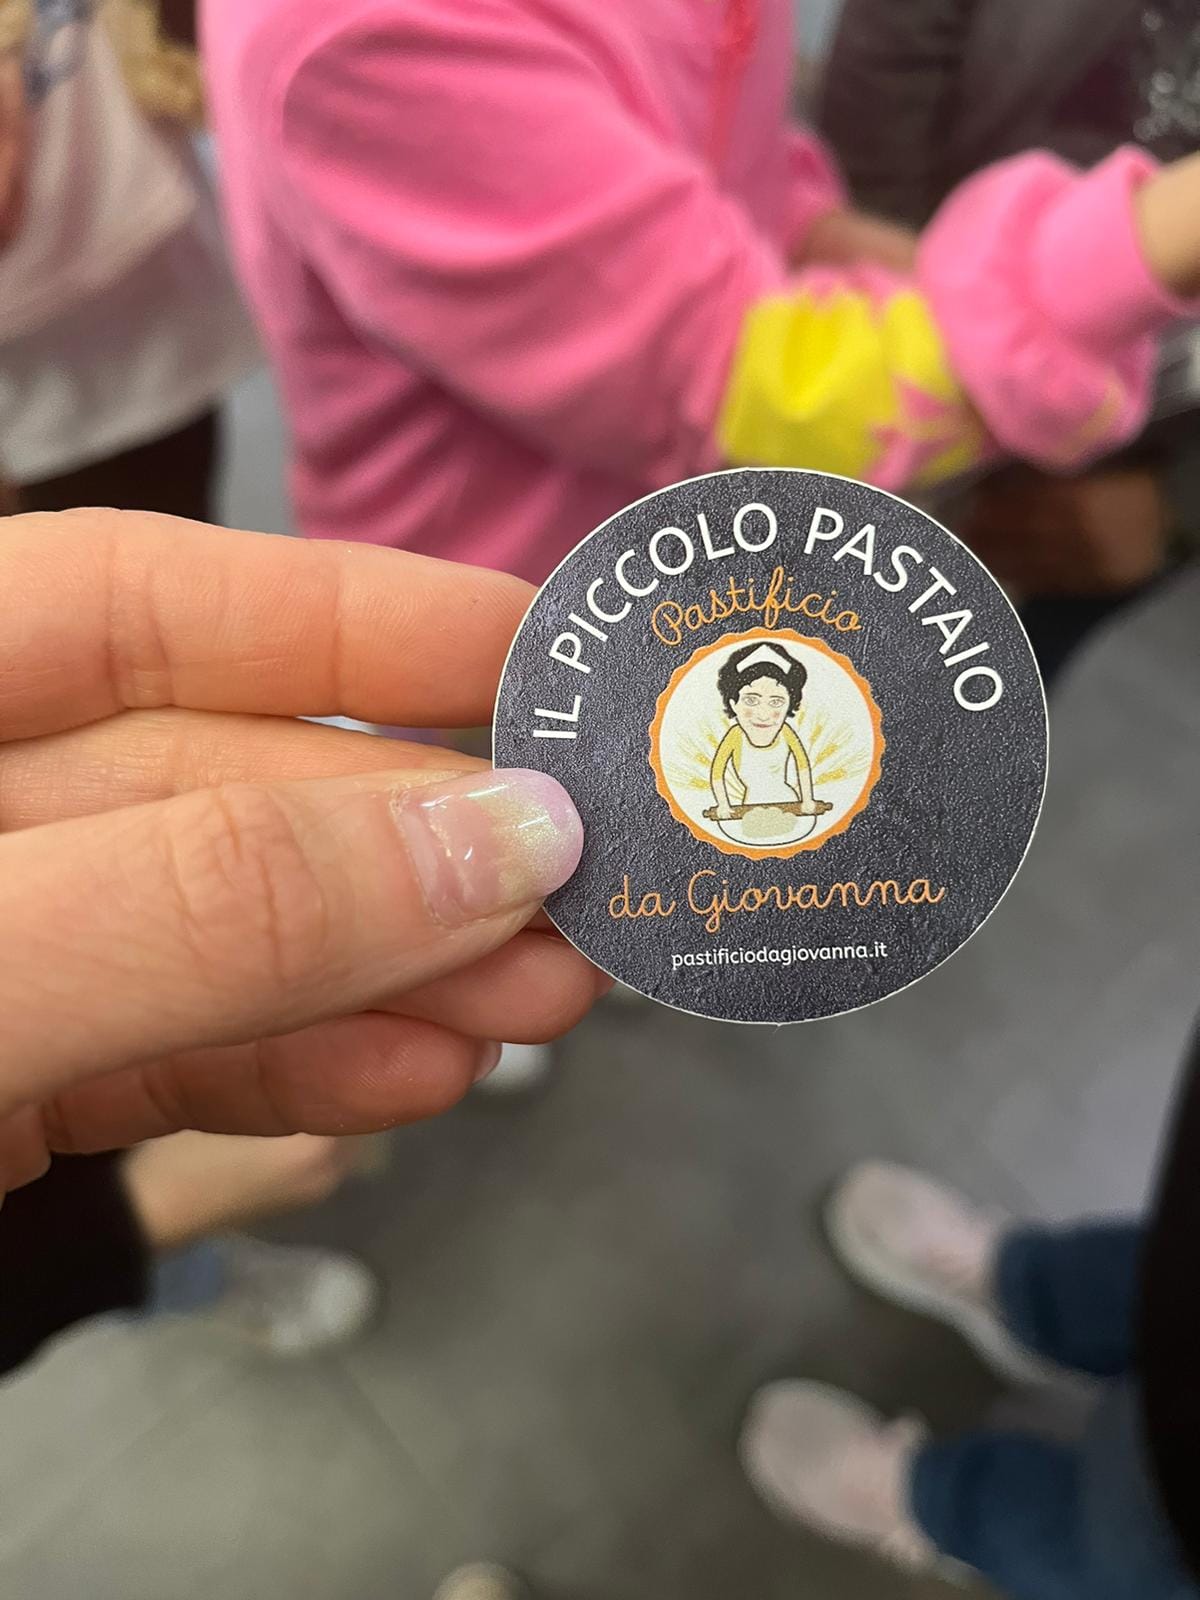 IL PICCOLO PASTAIO
Pastificio
da Giovanna
pastificiodagiovanna.it